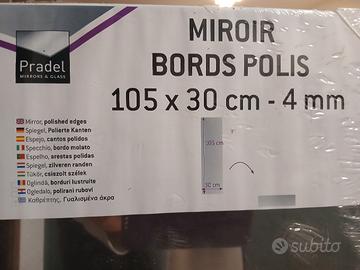 Pradel
MIRRORS & GLASS
MIROIR
BORDS POLIS
105 x 30 cm - 4 mm
Mirror, polished edges
Spiegel, Polierte Kanten
Espejo, cantos polidos
Specchio, bordo molato
Espelho, arestas polidas
Spiegel, zilveren randen
Tükör, csiszolt szélek
Oglindă, borduri lustruite
Ogledalo, polirani rubovi
Καθρέπτης, Γυαλισμένα άκρα
105 cm
30 cm
subito